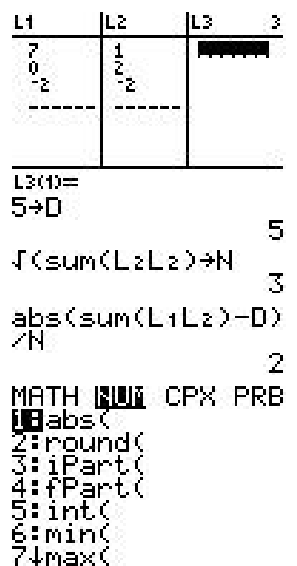 L1 L2 L3 3
7 1
0 2
-2 -2
------ ------
L3(1)=
5→D
5
√(sum(L2L2)→N
3
abs(sum(L1L2)-D)
/N
2
MATH NUM CPX PRB
1:abs(
2:round(
3:iPart(
4:fPart(
5:int(
6:min(
7↓max(